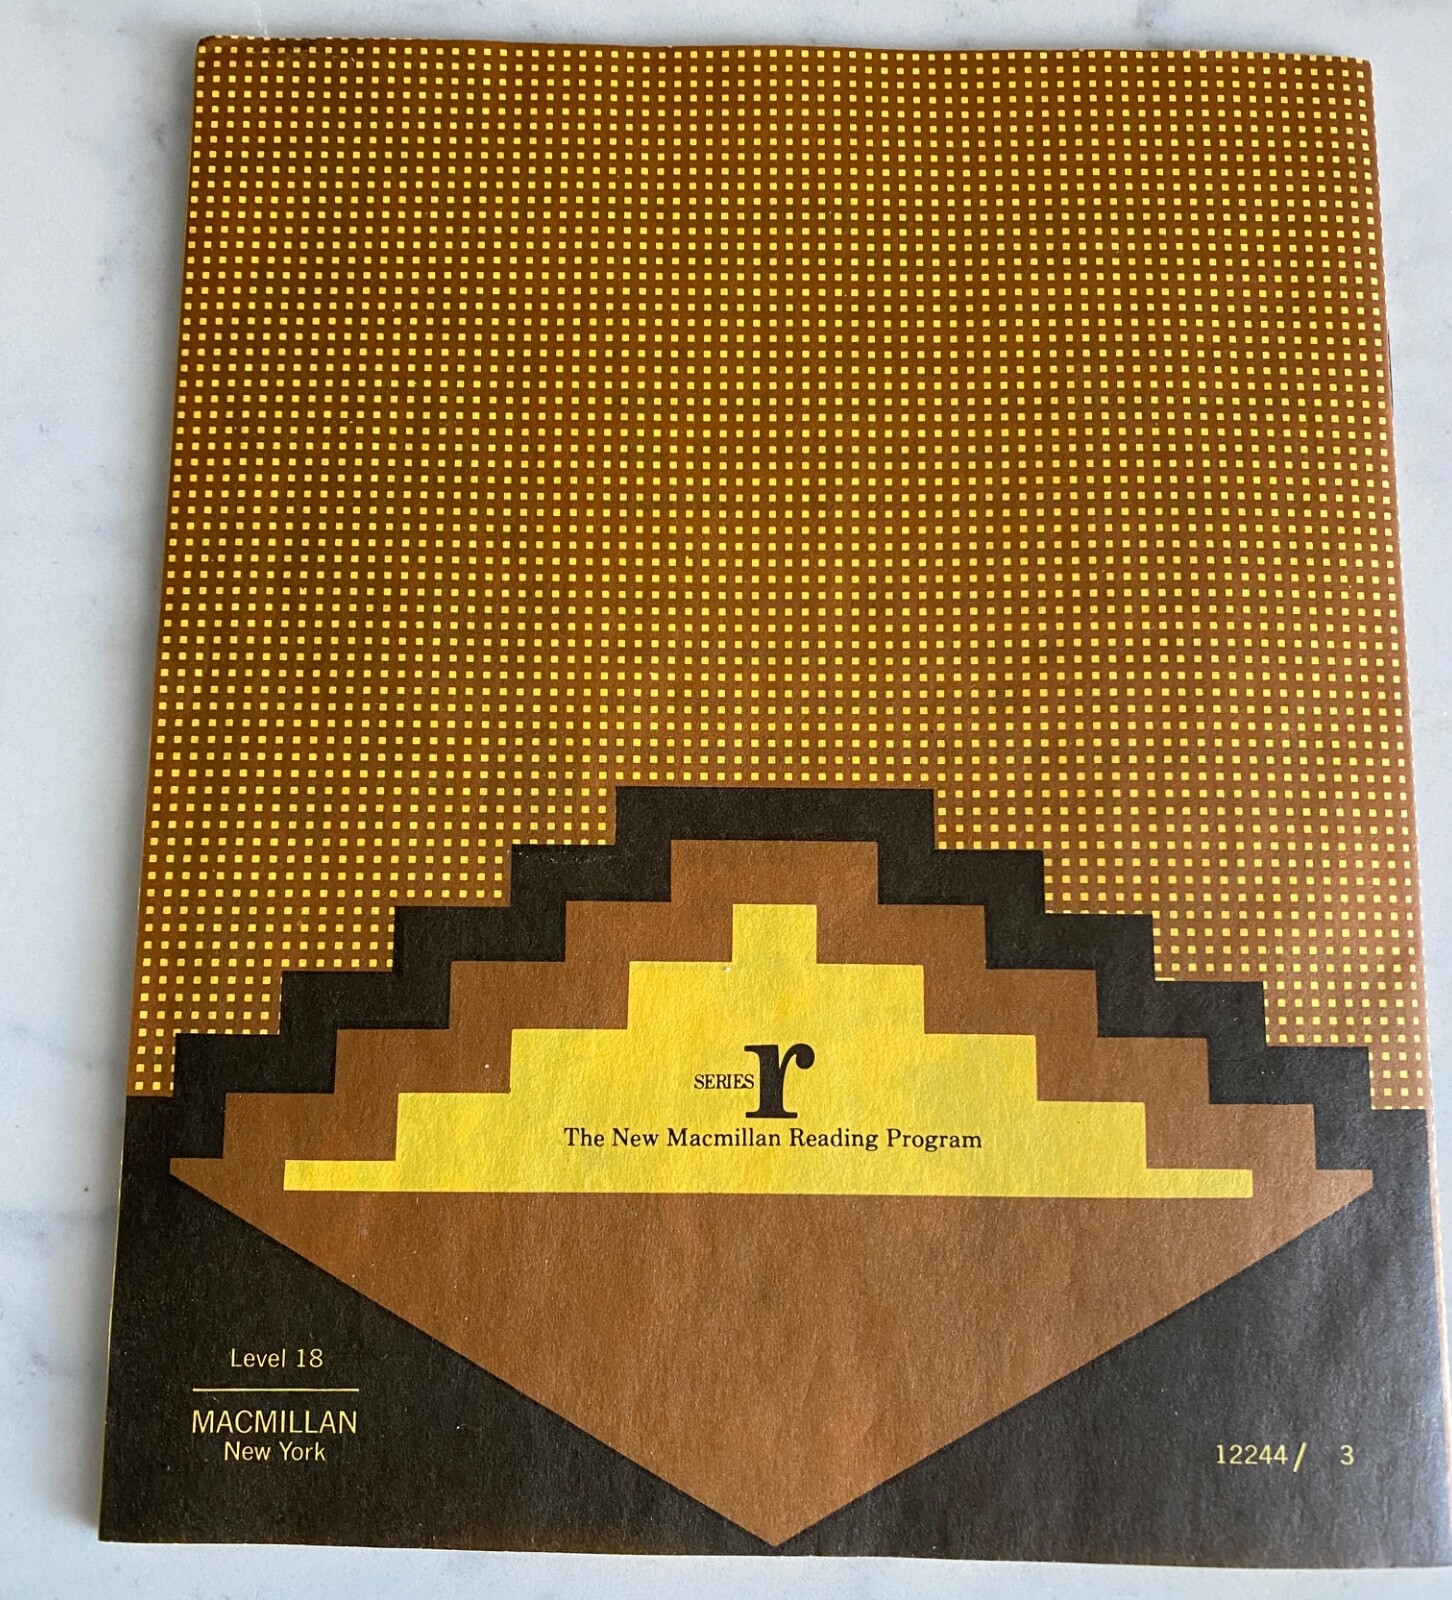 SERIES r
The New Macmillan Reading Program
Level 18
MACMILLAN
New York
12244/ 3